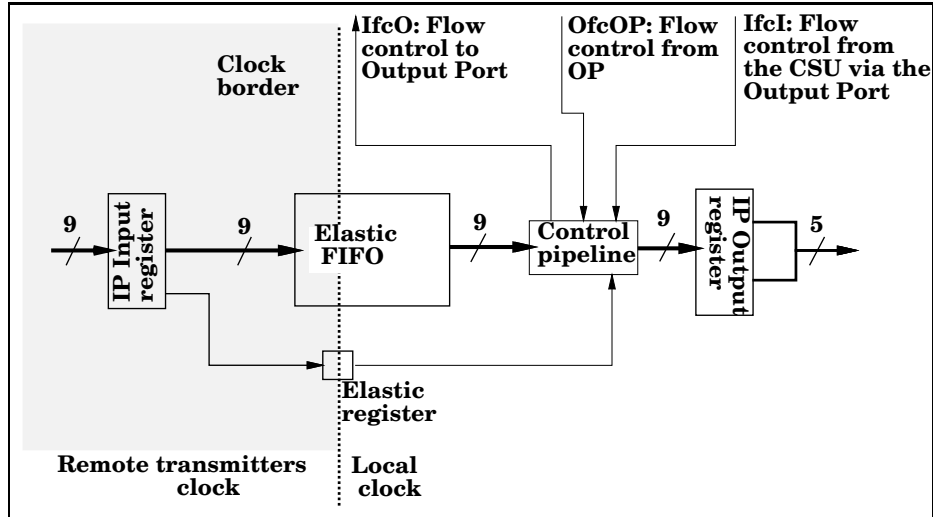 IfcO: Flow
control to
Output Port
OfcOP: Flow
control from
OP
IfcI: Flow
control from
the CSU via the
Output Port
Clock
border
9
IP Input
register
9
Elastic
FIFO
9
Control
pipeline
9
IP Output
register
5
Elastic
register
Remote transmitters
clock
Local
clock